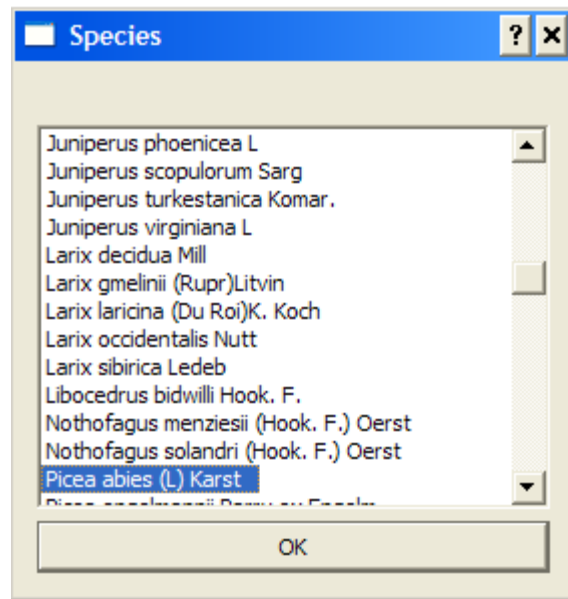 Species
Juniperus phoenicea L
Juniperus scopulorum Sarg
Juniperus turkestanica Komar.
Juniperus virginiana L
Larix decidua Mill
Larix gmelinii (Rupr)Litvin
Larix laricina (Du Roi)K. Koch
Larix occidentalis Nutt
Larix sibirica Ledeb
Libocedrus bidwilli Hook. F.
Nothofagus menziesii (Hook. F.) Oerst
Nothofagus solandri (Hook. F.) Oerst
Picea abies (L) Karst
OK